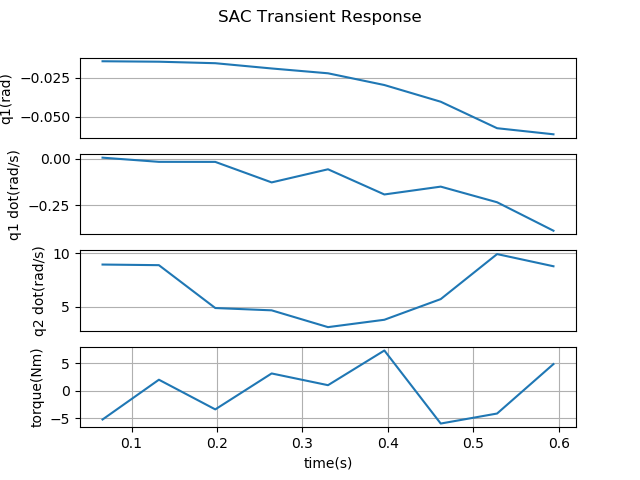 SAC Transient Response
q1(rad)
−0.025
−0.050
q1 dot(rad/s)
0.00
−0.25
q2 dot(rad/s)
10
5
torque(Nm)
5
0
−5
0.1 0.2 0.3 0.4 0.5 0.6
time(s)